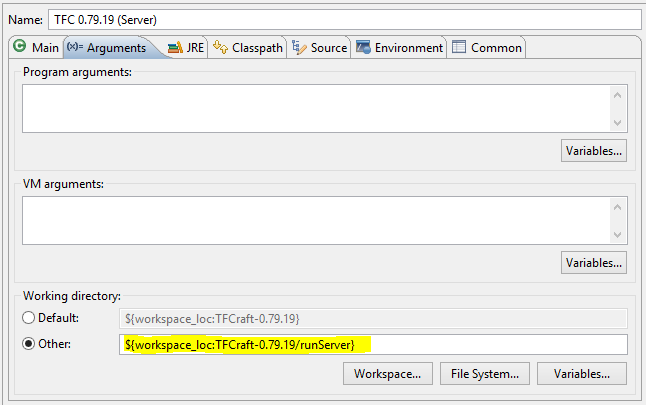 Name: TFC 0.79.19 (Server)
Main (x)= Arguments JRE Classpath Source Environment Common
Program arguments:
Variables...
VM arguments:
Variables...
Working directory:
Default: ${workspace_loc:TFCraft-0.79.19}
Other: ${workspace_loc:TFCraft-0.79.19/runServer}
Workspace... File System... Variables...